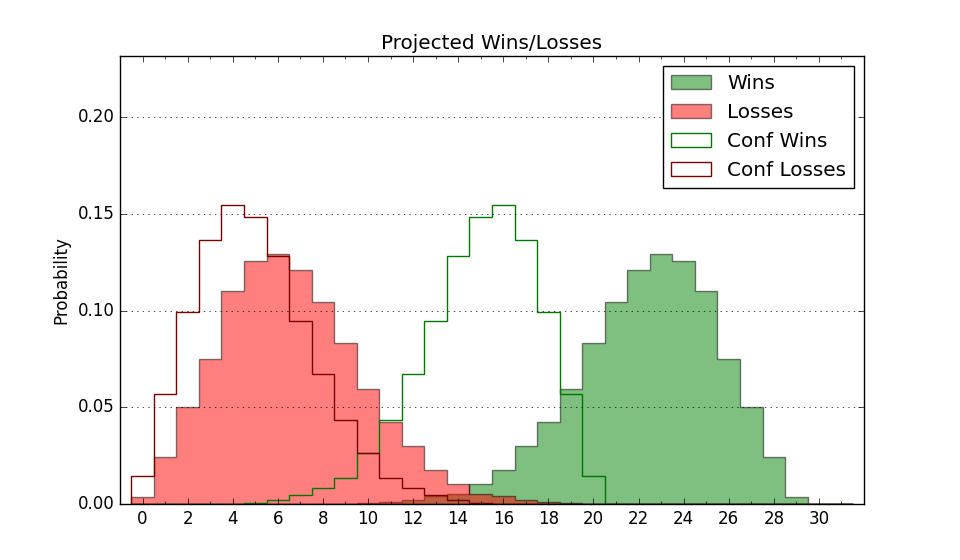 Projected Wins/Losses
Wins
Losses
Conf Wins
Conf Losses
Probability
0.20
0.15
0.10
0.05
0.00
0 2 4 6 8 10 12 14 16 18 20 22 24 26 28 30